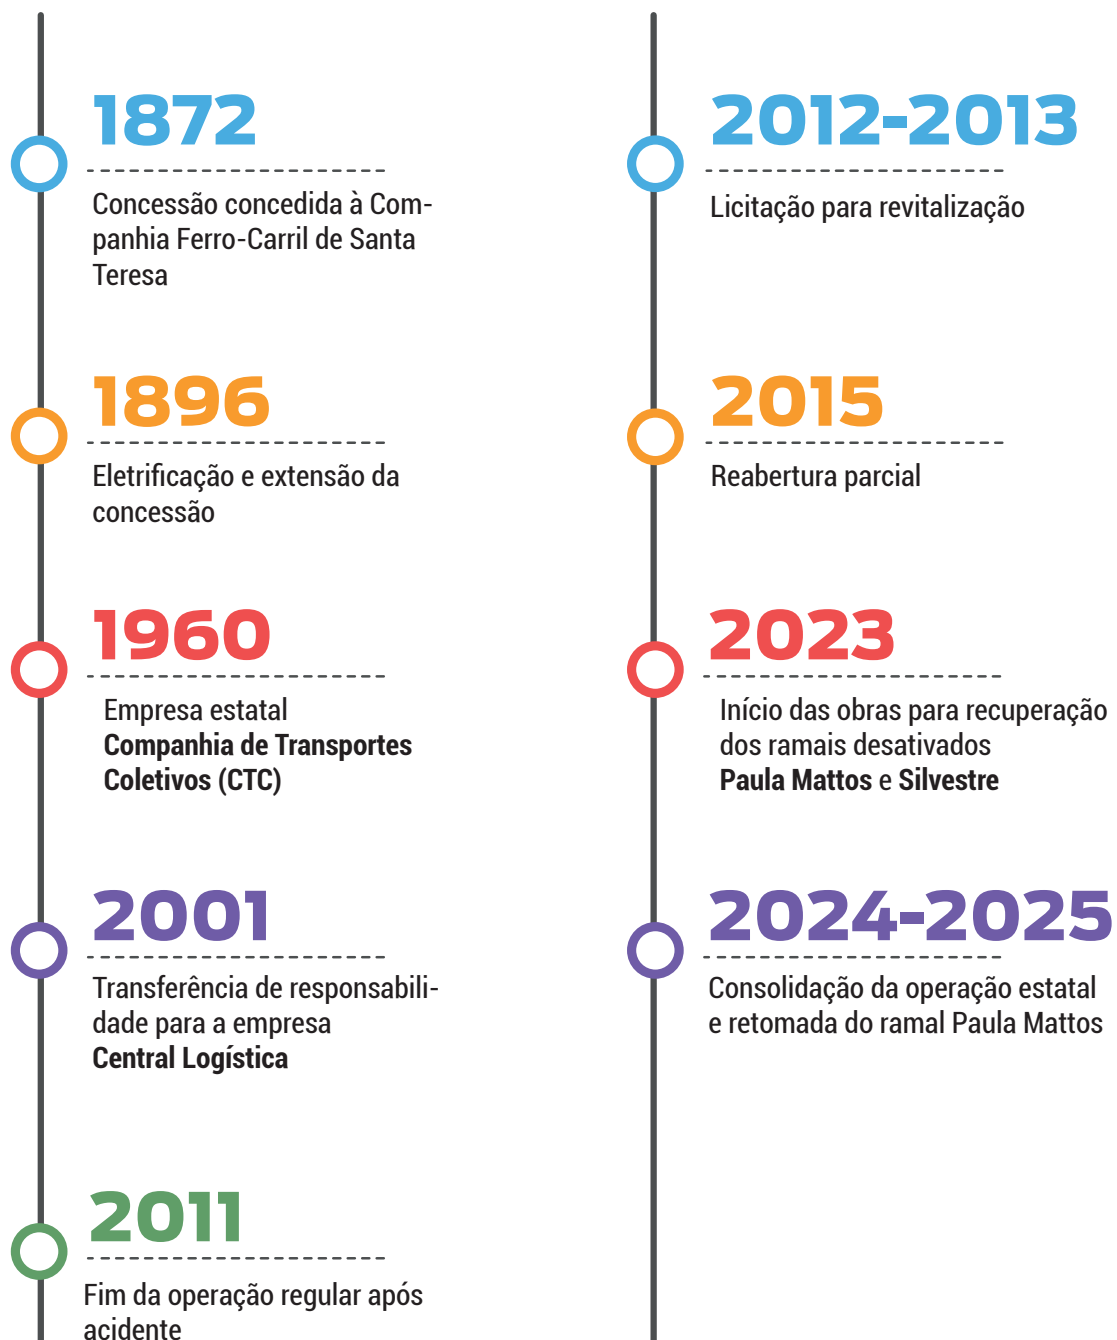 1872
Concessão concedida à Com-
panhia Ferro-Carril de Santa
Teresa
1896
Eletrificação e extensão da
concessão
1960
Empresa estatal
Companhia de Transportes
Coletivos (CTC)
2001
Transferência de responsabili-
dade para a empresa
Central Logística
2011
Fim da operação regular após
acidente
2012-2013
Licitação para revitalização
2015
Reabertura parcial
2023
Início das obras para recuperação
dos ramais desativados
Paula Mattos e Silvestre
2024-2025
Consolidação da operação estatal
e retomada do ramal Paula Mattos